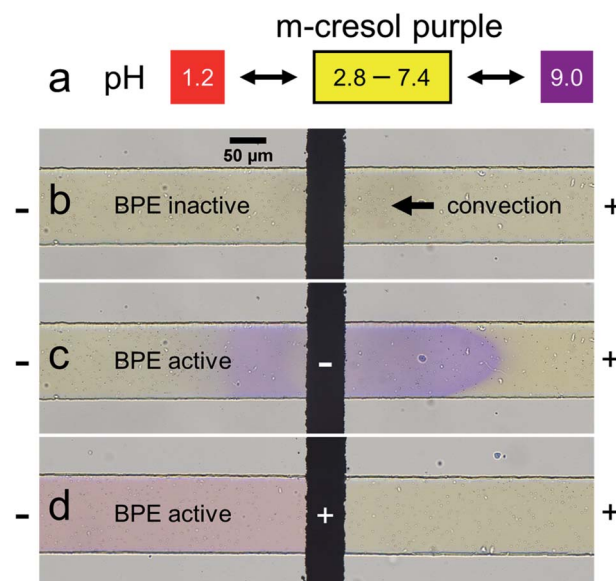 m-cresol purple
a pH 1.2 2.8 – 7.4 9.0
50 µm
- b BPE inactive convection +
- c BPE active - +
- d BPE active + +